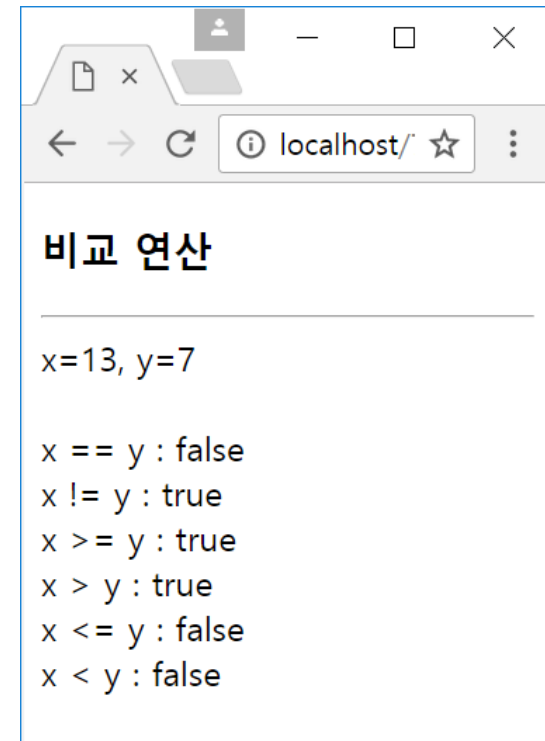 localhost/
비교 연산
x=13, y=7
x == y : false
x != y : true
x >= y : true
x > y : true
x <= y : false
x < y : false